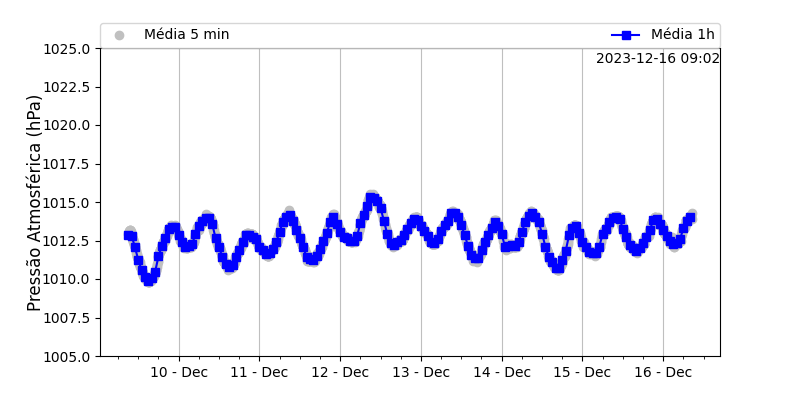 Média 5 min
Média 1h
2023-12-16 09:02
Pressão Atmosférica (hPa)
1025.0
1022.5
1020.0
1017.5
1015.0
1012.5
1010.0
1007.5
1005.0
10 - Dec
11 - Dec
12 - Dec
13 - Dec
14 - Dec
15 - Dec
16 - Dec